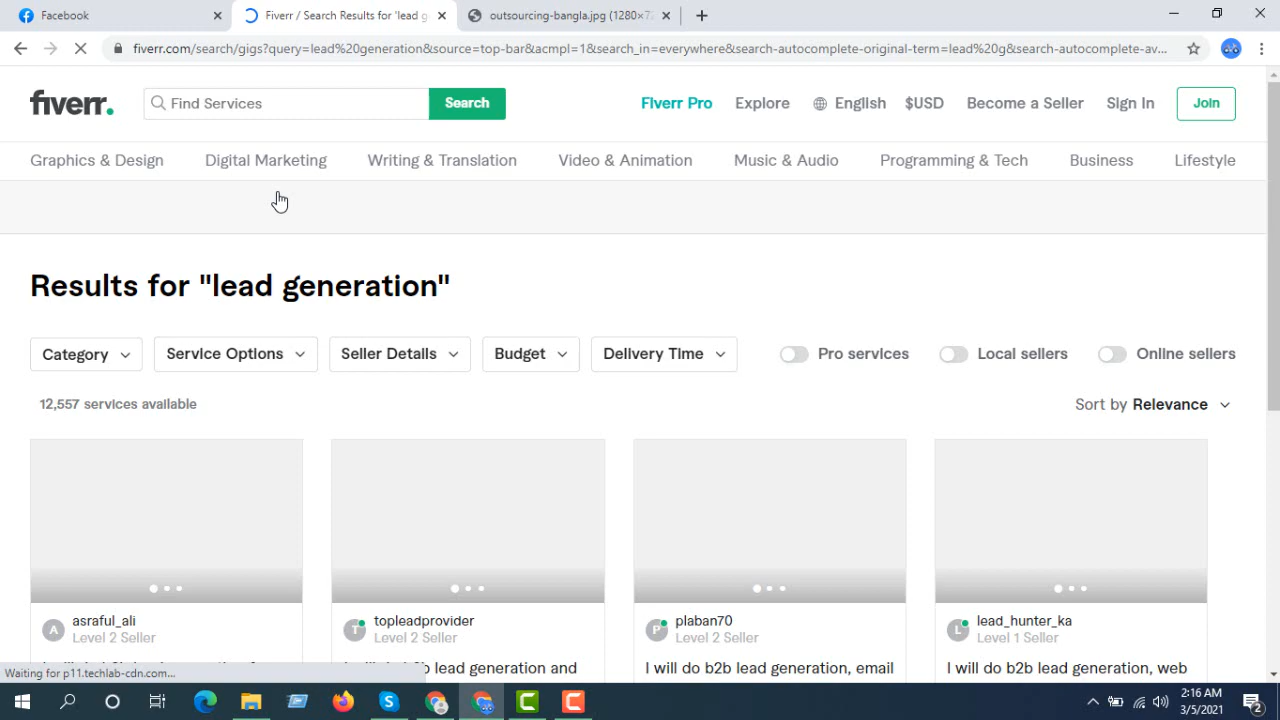 Facebook
Fiverr / Search Results for 'lead g
outsourcing-bangla.jpg (1280×72
fiverr.com/search/gigs?query=lead%20generation&source=top-bar&acmpl=1&search_in=everywhere&search-autocomplete-original-term=lead%20g&search-autocomplete-av...
fiverr.
Find Services
Search
Fiverr Pro
Explore
English
$USD
Become a Seller
Sign In
Join
Graphics & Design
Digital Marketing
Writing & Translation
Video & Animation
Music & Audio
Programming & Tech
Business
Lifestyle
Results for "lead generation"
Category
Service Options
Seller Details
Budget
Delivery Time
Pro services
Local sellers
Online sellers
12,557 services available
Sort by Relevance
A
asraful_ali
Level 2 Seller
T
topleadprovider
Level 2 Seller
P
plaban70
Level 2 Seller
L
lead_hunter_ka
Level 1 Seller
lead generation and
I will do b2b lead generation, email
I will do b2b lead generation, web
Waiting for p11.techlab-cdn.com...
2:16 AM
3/5/2021
2